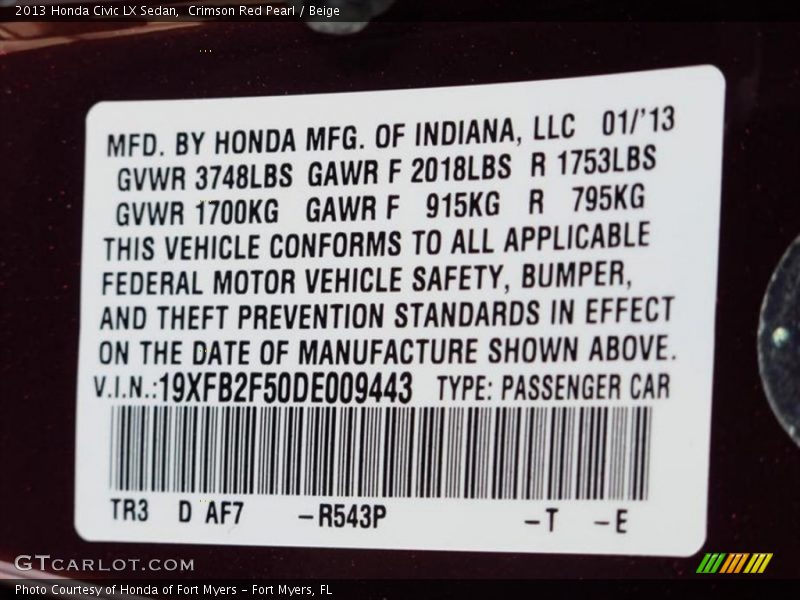 2013 Honda Civic LX Sedan,  Crimson Red Pearl / Beige
MFD. BY HONDA MFG. OF INDIANA, LLC 01/'13
GVWR 3748LBS GAWR F 2018LBS R 1753LBS
GVWR 1700KG GAWR F 915KG R 795KG
THIS VEHICLE CONFORMS TO ALL APPLICABLE
FEDERAL MOTOR VEHICLE SAFETY, BUMPER,
AND THEFT PREVENTION STANDARDS IN EFFECT
ON THE DATE OF MANUFACTURE SHOWN ABOVE.
V.I.N.:19XFB2F50DE009443 TYPE: PASSENGER CAR
TR3 D AF7 -R543P -T -E
GTCARLOT.COM
Photo Courtesy of Honda of Fort Myers - Fort Myers, FL